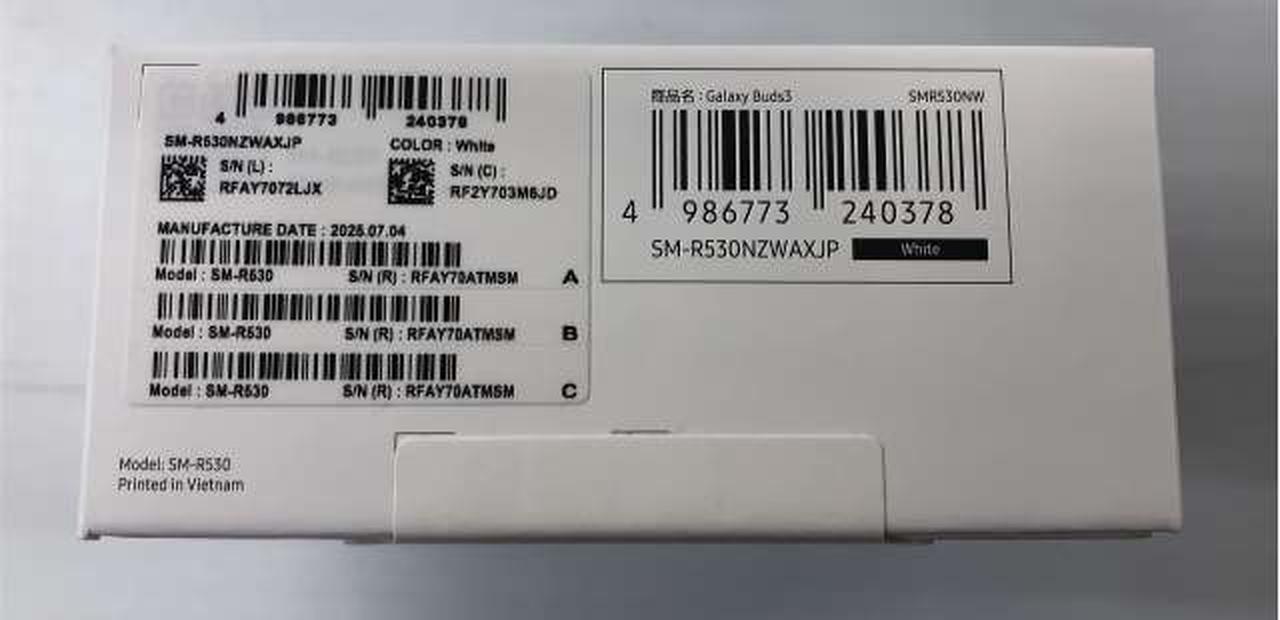 4 986773 240378
SM-R530NZWAXJP COLOR : White
S/N (L) : S/N (C) :
RFAY7072LJX RF2Y703M6JD
MANUFACTURE DATE : 2025.07.04
Model : SM-R530 S/N (R) : RFAY70ATMSM A
Model : SM-R530 S/N (R) : RFAY70ATMSM B
Model : SM-R530 S/N (R) : RFAY70ATMSM C
商品名 : Galaxy Buds3 SMR530NW
4 986773 240378
SM-R530NZWAXJP White
Model: SM-R530
Printed in Vietnam